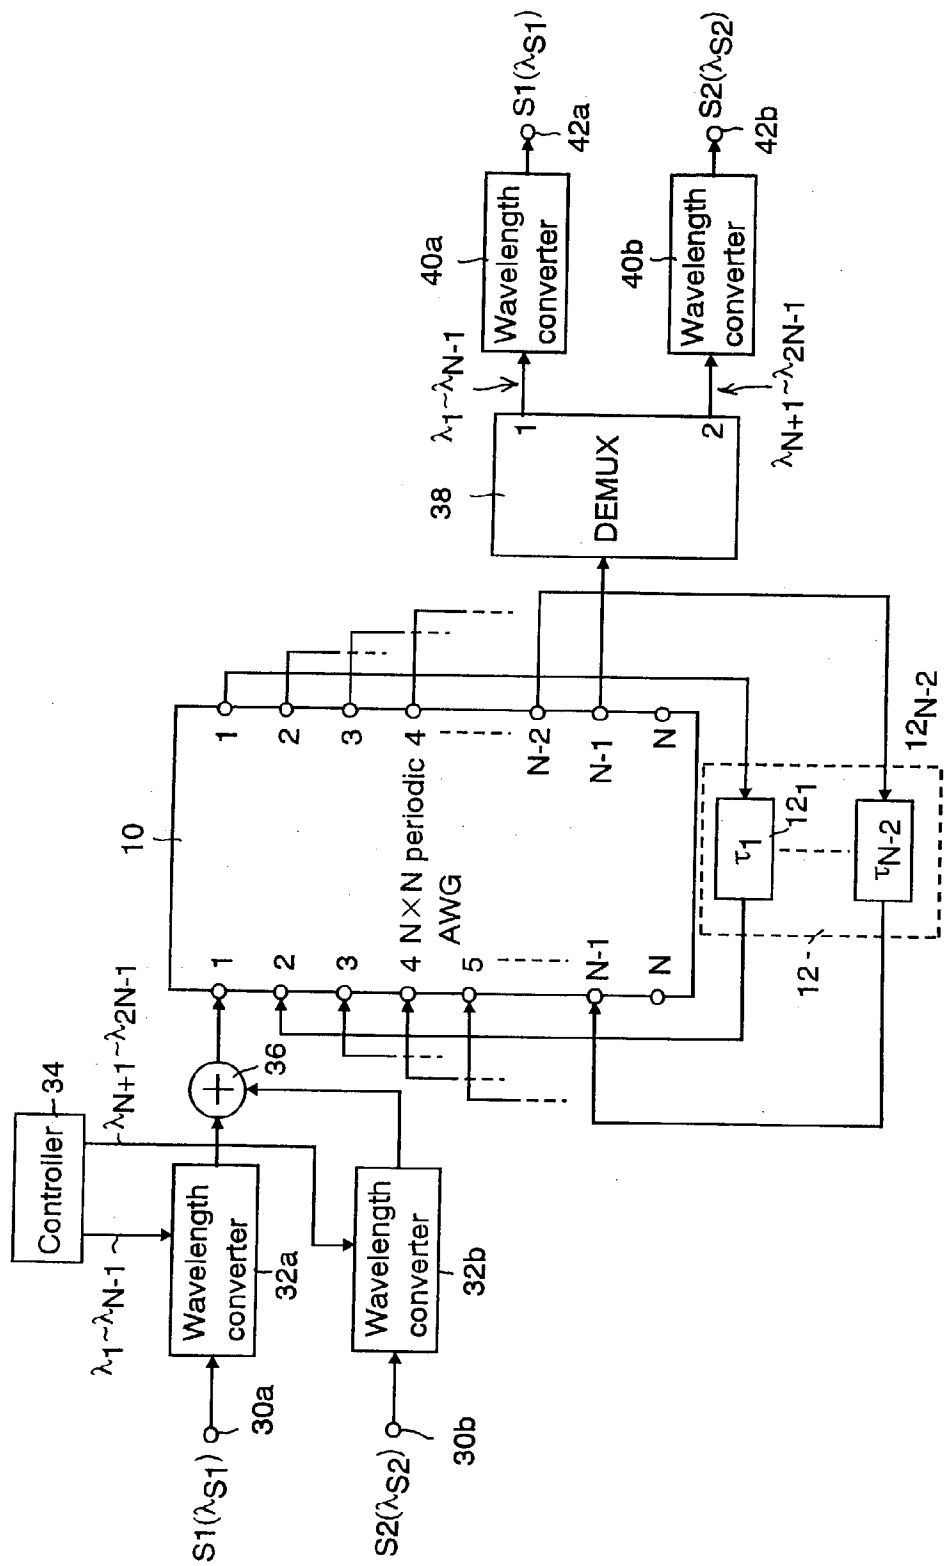 Controller
34
λ1~λN-1
λN+1~λ2N-1
S1(λS1)
30a
Wavelength
converter
32a
S2(λS2)
30b
Wavelength
converter
32b
36
10
N×N periodic
AWG
1
2
3
4
5
N-1
N
1
2
3
4
N-2
N-1
N
12
τ1
121
τN-2
12N-2
38
DEMUX
1
2
λ1~λN-1
λN+1~λ2N-1
40a
Wavelength
converter
S1(λS1)
42a
40b
Wavelength
converter
S2(λS2)
42b